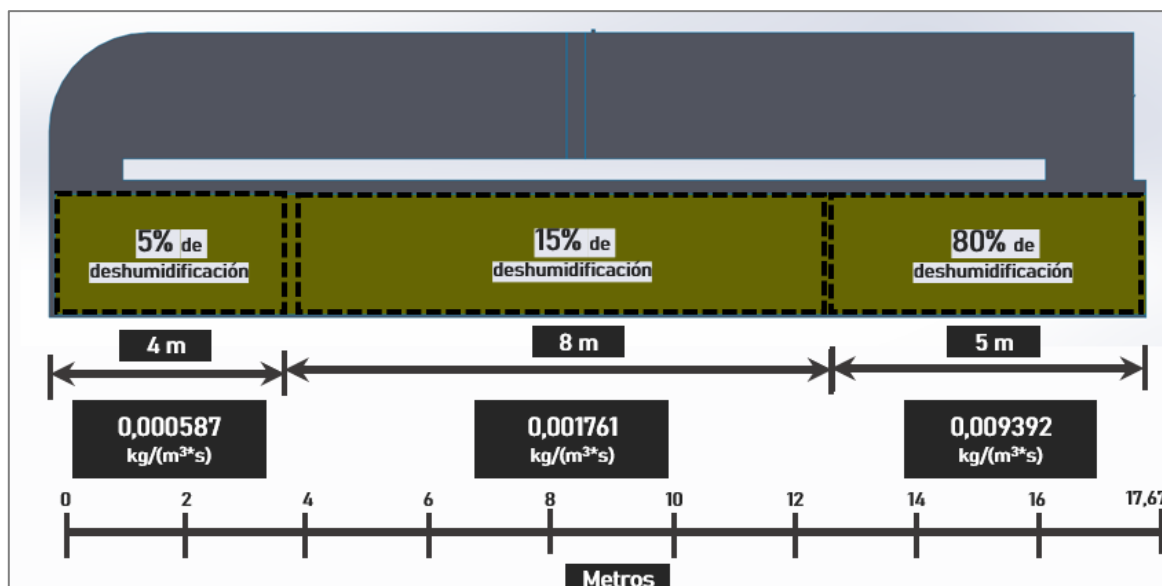 5% de
deshumidificación
15% de
deshumidificación
80% de
deshumidificación
4 m
8 m
5 m
0,000587
kg/(m³*s)
0,001761
kg/(m³*s)
0,009392
kg/(m³*s)
0 2 4 6 8 10 12 14 16 17,67
Metros